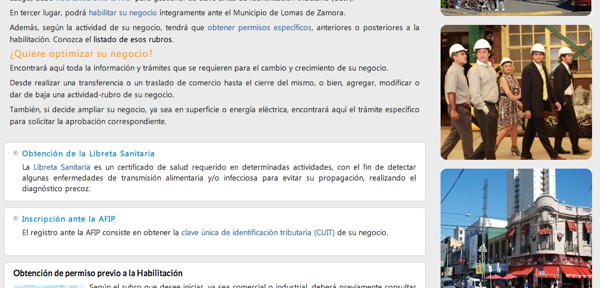 En tercer lugar, podrá habilitar su negocio íntegramente ante el Municipio de Lomas de Zamora.
Además, según la actividad de su negocio, tendrá que obtener permisos específicos, anteriores o posteriores a la
habilitación. Conozca el listado de esos rubros.
¿Quiere optimizar su negocio?
Encontrará aquí toda la información y trámites que se requieren para el cambio y crecimiento de su negocio.
Desde realizar una transferencia o un traslado de comercio hasta el cierre del mismo, o bien, agregar, modificar o
dar de baja una actividad-rubro de su negocio.
También, si decide ampliar su negocio, ya sea en superficie o energía eléctrica, encontrará aquí el trámite específico
para solicitar la aprobación correspondiente.
Obtención de la Libreta Sanitaria
La Libreta Sanitaria es un certificado de salud requerido en determinadas actividades, con el fin de detectar
algunas enfermedades de transmisión alimentaria y/o infecciosa para evitar su propagación, realizando el
diagnóstico precoz.
Inscripción ante la AFIP
El registro ante la AFIP consiste en obtener la clave única de identificación tributaria (CUIT) de su negocio.
Obtención de permiso previo a la Habilitación
Según el rubro que desee iniciar, ya sea comercial o industrial, deberá previamente consultar